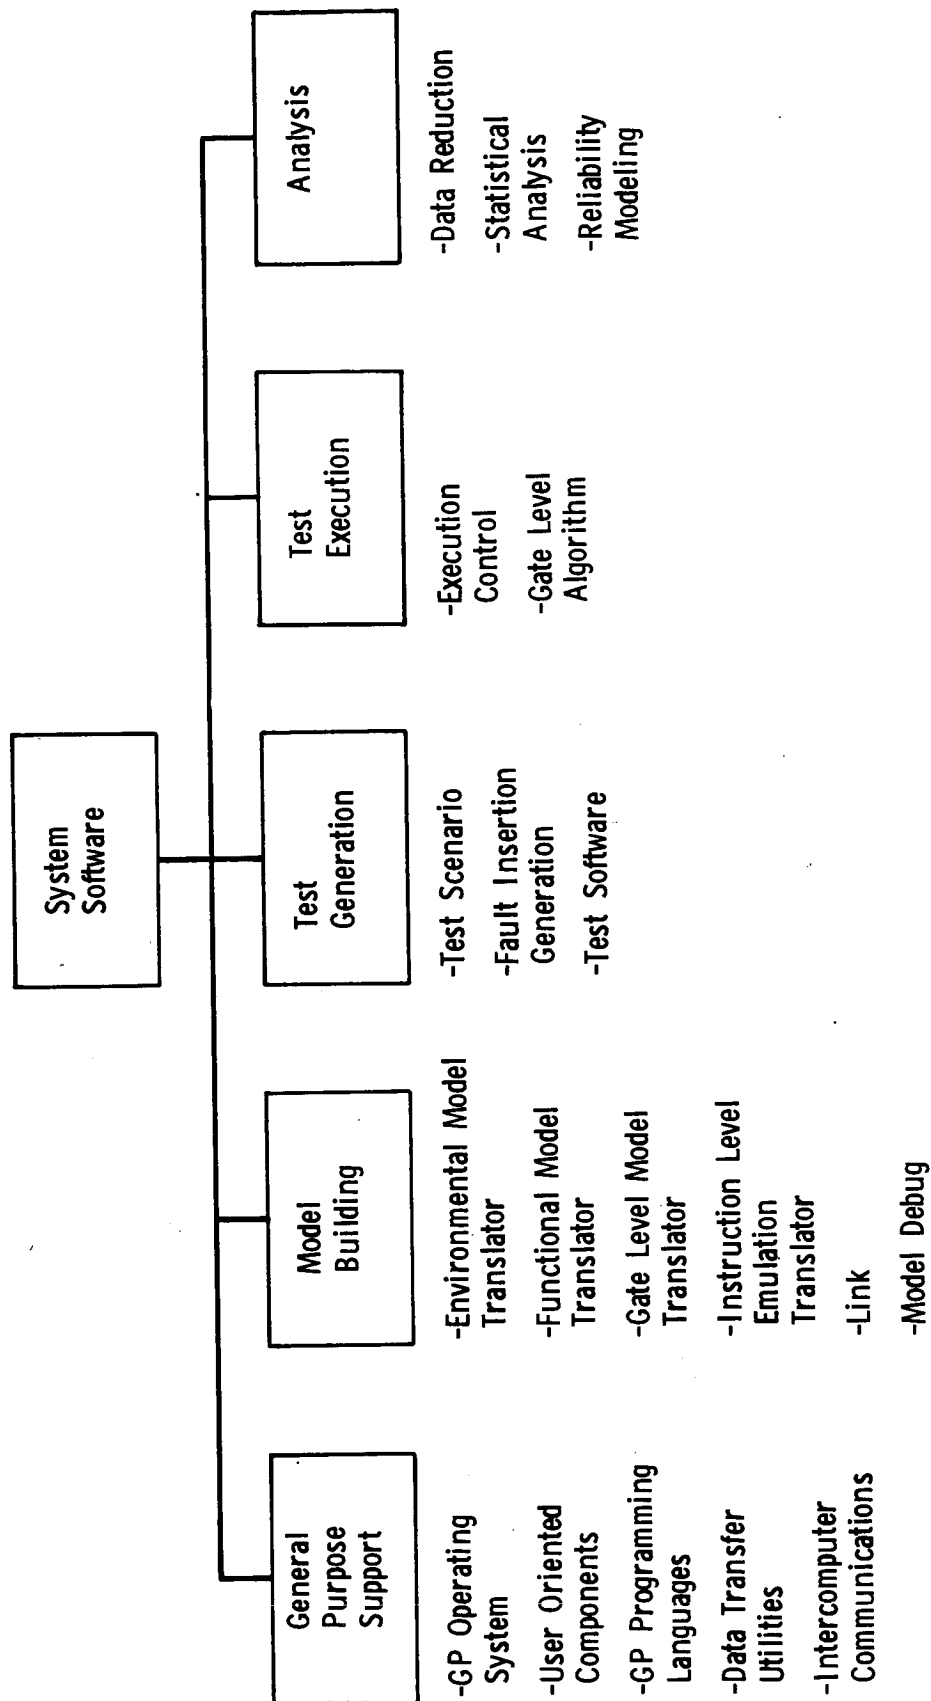 System
Software
General
Purpose
Support
-GP Operating
System
-User Oriented
Components
-GP Programming
Languages
-Data Transfer
Utilities
-Intercomputer
Communications
Model
Building
-Environmental Model
Translator
-Functional Model
Translator
-Gate Level Model
Translator
-Instruction Level
Emulation
Translator
-Link
-Model Debug
Test
Generation
-Test Scenario
-Fault Insertion
Generation
-Test Software
Test
Execution
-Execution
Control
-Gate Level
Algorithm
Analysis
-Data Reduction
-Statistical
Analysis
-Reliability
Modeling